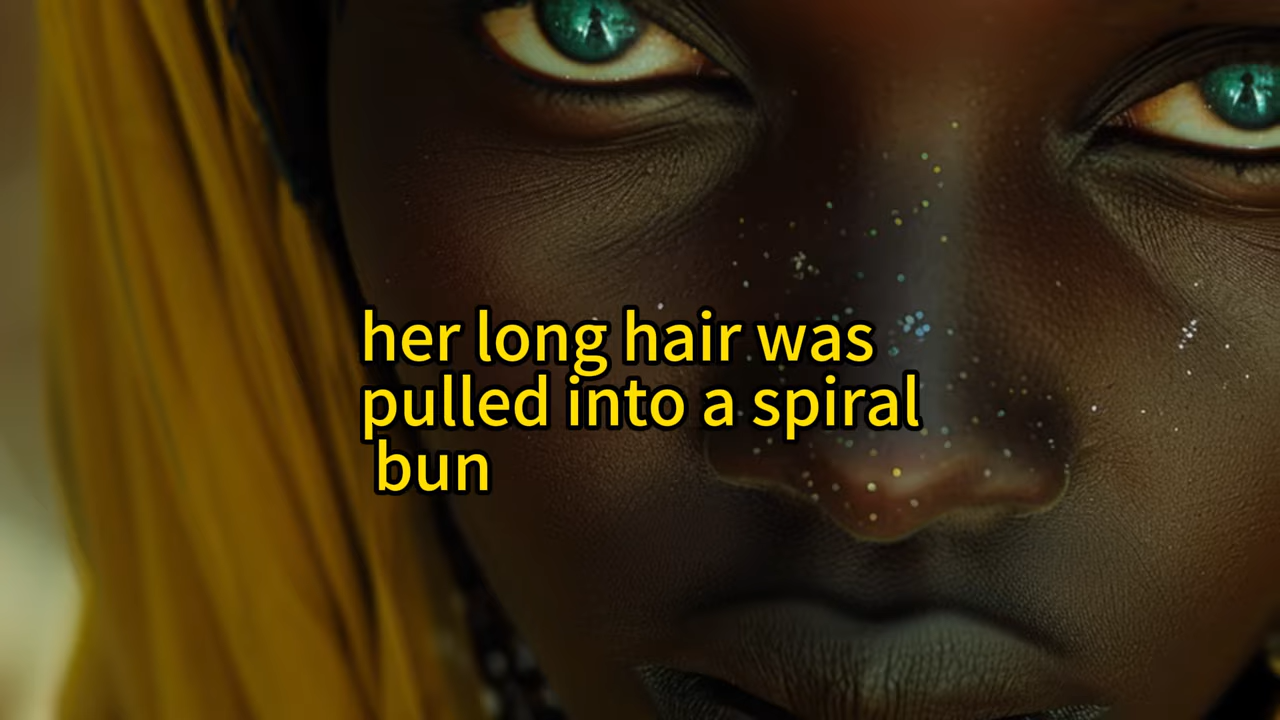 her long hair was
pulled into a spiral
bun